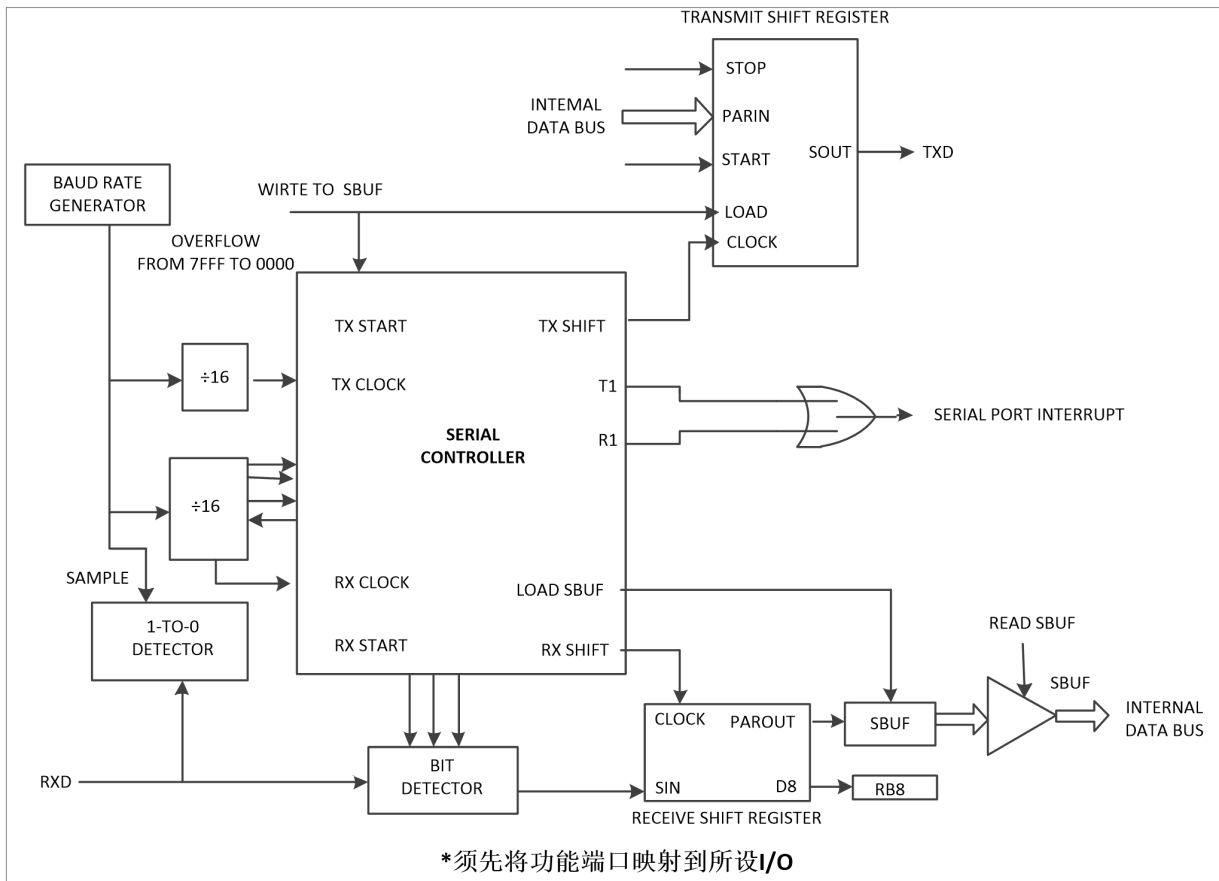 TRANSMIT SHIFT REGISTER
STOP
INTEMAL
DATA BUS
PARIN
START
SOUT
TXD
BAUD RATE
GENERATOR
WIRTE TO SBUF
LOAD
CLOCK
OVERFLOW
FROM 7FFF TO 0000
TX START
TX SHIFT
÷16
TX CLOCK
T1
SERIAL PORT INTERRUPT
R1
SERIAL
CONTROLLER
÷16
SAMPLE
RX CLOCK
LOAD SBUF
1-TO-0
DETECTOR
RX START
RX SHIFT
READ SBUF
SBUF
CLOCK
PAROUT
SBUF
INTERNAL
DATA BUS
RXD
BIT
DETECTOR
SIN
D8
RB8
RECEIVE SHIFT REGISTER
*须先将功能端口映射到所设I/O